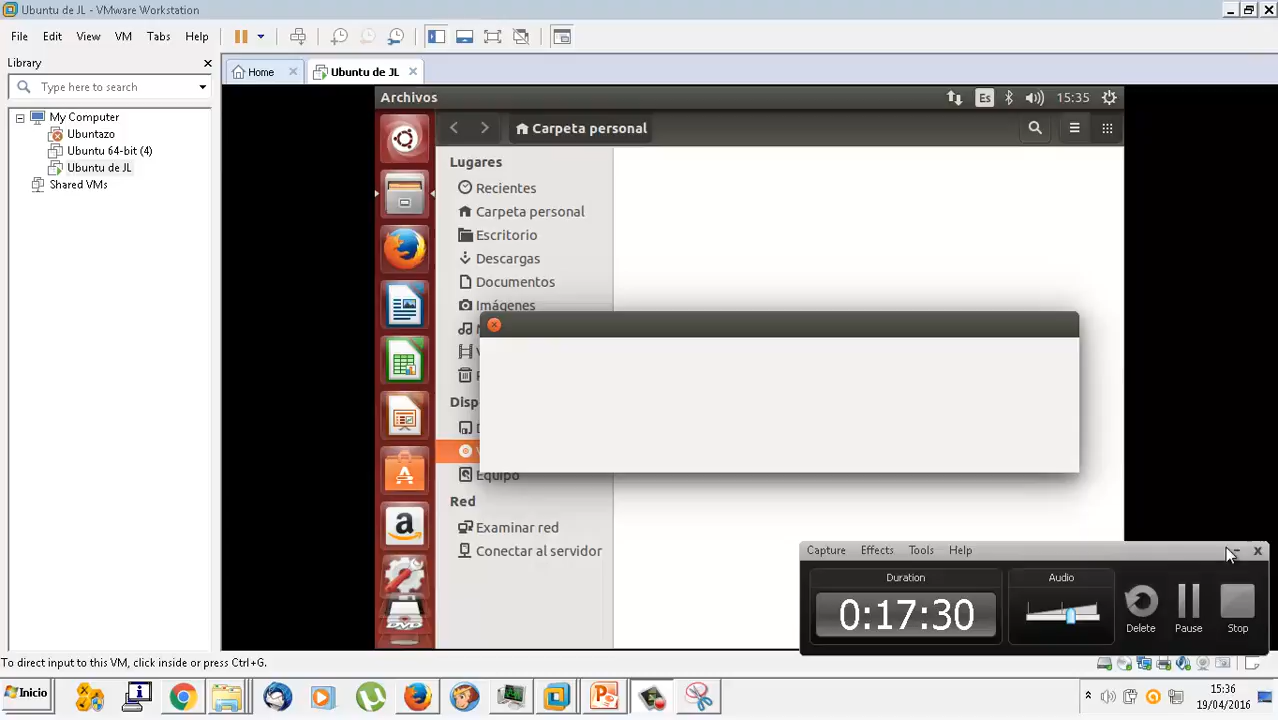 Ubuntu de JL - VMware Workstation
File Edit View VM Tabs Help
Library
Type here to search
My Computer
Ubuntazo
Ubuntu 64-bit (4)
Ubuntu de JL
Shared VMs
Home
Ubuntu de JL
Archivos
Es
15:35
Carpeta personal
Lugares
Recientes
Carpeta personal
Escritorio
Descargas
Documentos
Imágenes
Disp
Equipo
Red
Examinar red
Conectar al servidor
Capture Effects Tools Help
Duration
0:17:30
Audio
Delete
Pause
Stop
To direct input to this VM, click inside or press Ctrl+G.
Inicio
15:36
19/04/2016